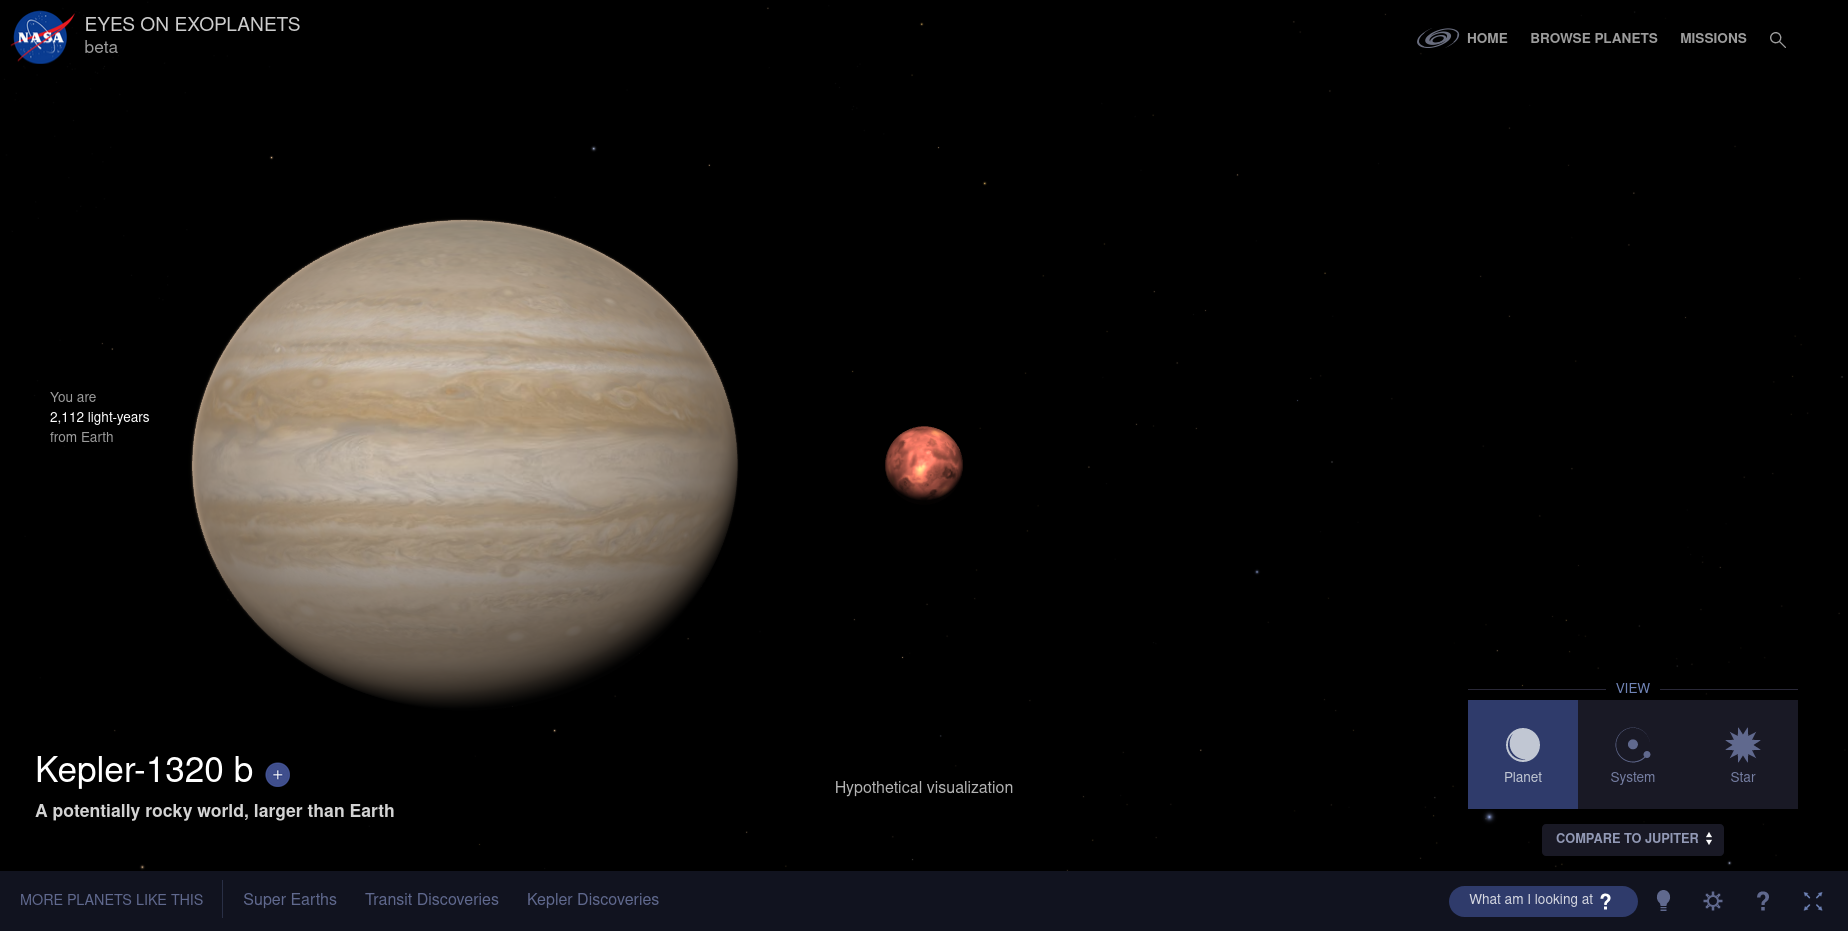 NASA
EYES ON EXOPLANETS
beta
HOME
BROWSE PLANETS
MISSIONS
You are
2,112 light-years
from Earth
Kepler-1320 b +
A potentially rocky world, larger than Earth
Hypothetical visualization
VIEW
Planet
System
Star
COMPARE TO JUPITER
MORE PLANETS LIKE THIS
Super Earths
Transit Discoveries
Kepler Discoveries
What am I looking at ?
?